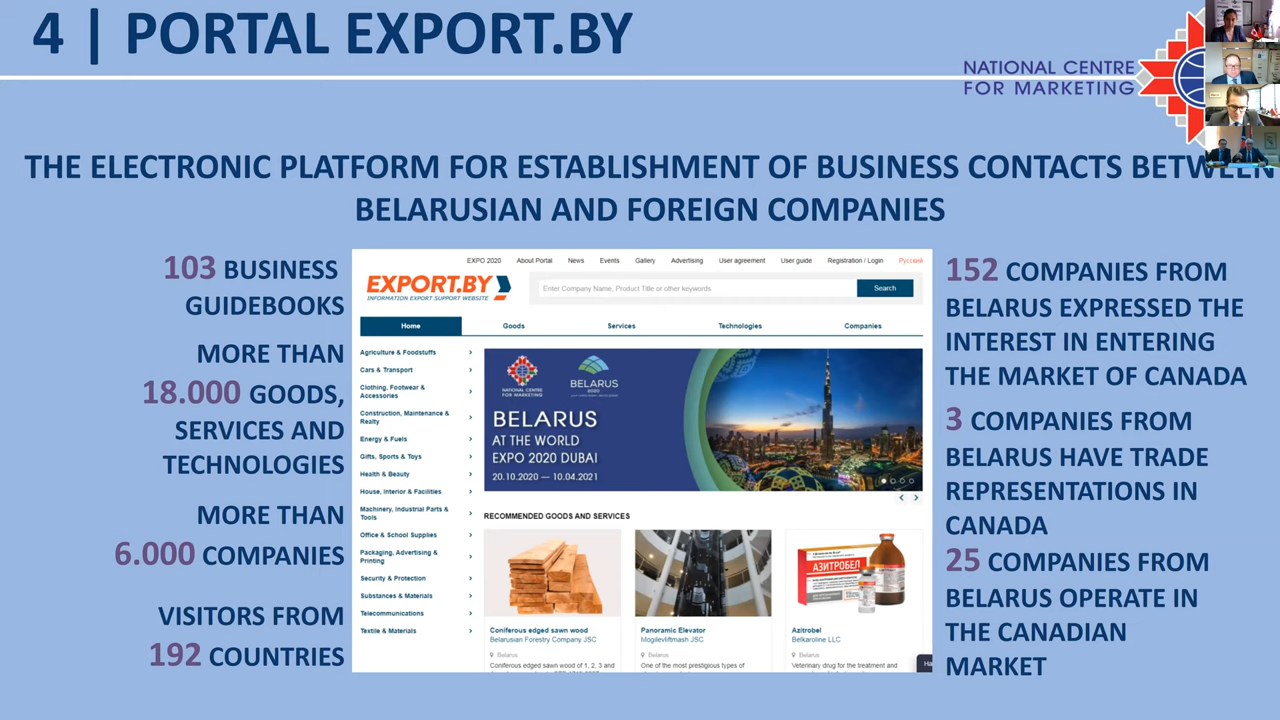 4 | PORTAL EXPORT.BY
NATIONAL CENTRE
FOR MARKETING
THE ELECTRONIC PLATFORM FOR ESTABLISHMENT OF BUSINESS CONTACTS BETWEEN
BELARUSIAN AND FOREIGN COMPANIES
103 BUSINESS
GUIDEBOOKS
MORE THAN
18.000 GOODS,
SERVICES AND
TECHNOLOGIES
MORE THAN
6.000 COMPANIES
VISITORS FROM
192 COUNTRIES
EXPO 2020 About Portal News Events Gallery Advertising User agreement User guide Registration / Login Русский
EXPORT.BY
INFORMATION EXPORT SUPPORT WEBSITE
Enter Company Name, Product Title or other keywords
Search
Home Goods Services Technologies Companies
Agriculture & Foodstuffs
Cars & Transport
Clothing, Footwear &
Accessories
Construction, Maintenance &
Realty
Energy & Fuels
Gifts, Sports & Toys
Health & Beauty
House, Interior & Facilities
Machinery, Industrial Parts &
Tools
Office & School Supplies
Packaging, Advertising &
Printing
Security & Protection
Substances & Materials
Telecommunications
Textile & Materials
NATIONAL CENTRE
FOR MARKETING
BELARUS
2020
BELARUS
AT THE WORLD
EXPO 2020 DUBAI
20.10.2020 — 10.04.2021
RECOMMENDED GOODS AND SERVICES
АЗИТРОБЕЛ
Coniferous edged sawn wood
Belarusian Forestry Company JSC
Belarus
Coniferous edged sawn wood of 1, 2, 3 and
Panoramic Elevator
Mogilevliftmash JSC
Belarus
One of the most prestigious types of
Azitrobel
Belkaroline LLC
Belarus
Veterinary drug for the treatment and
152 COMPANIES FROM
BELARUS EXPRESSED THE
INTEREST IN ENTERING
THE MARKET OF CANADA
3 COMPANIES FROM
BELARUS HAVE TRADE
REPRESENTATIONS IN
CANADA
25 COMPANIES FROM
BELARUS OPERATE IN
THE CANADIAN
MARKET